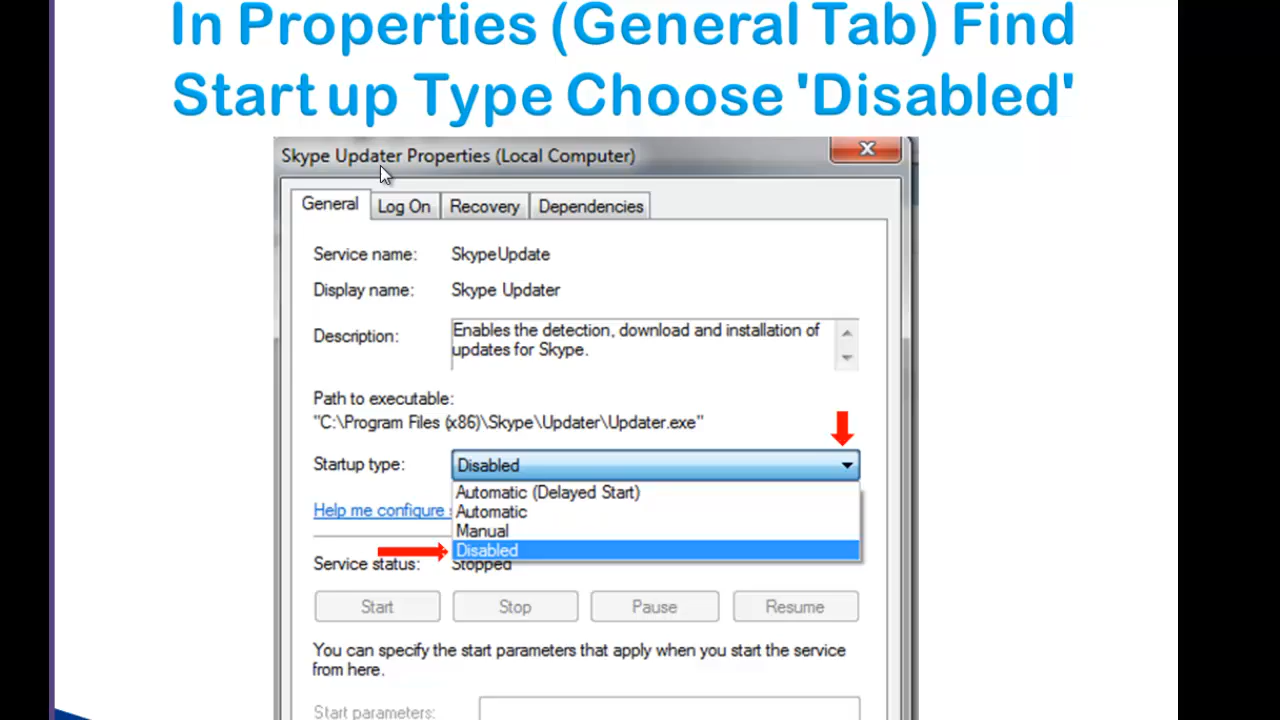 In Properties (General Tab) Find
Start up Type Choose 'Disabled'
Skype Updater Properties (Local Computer)
General Log On Recovery Dependencies
Service name: SkypeUpdate
Display name: Skype Updater
Description: Enables the detection, download and installation of
updates for Skype.
Path to executable:
"C:\Program Files (x86)\Skype\Updater\Updater.exe"
Startup type: Disabled
Automatic (Delayed Start)
Help me configure
Automatic
Manual
Disabled
Service status: Stopped
Start Stop Pause Resume
You can specify the start parameters that apply when you start the service
from here.
Start parameters: